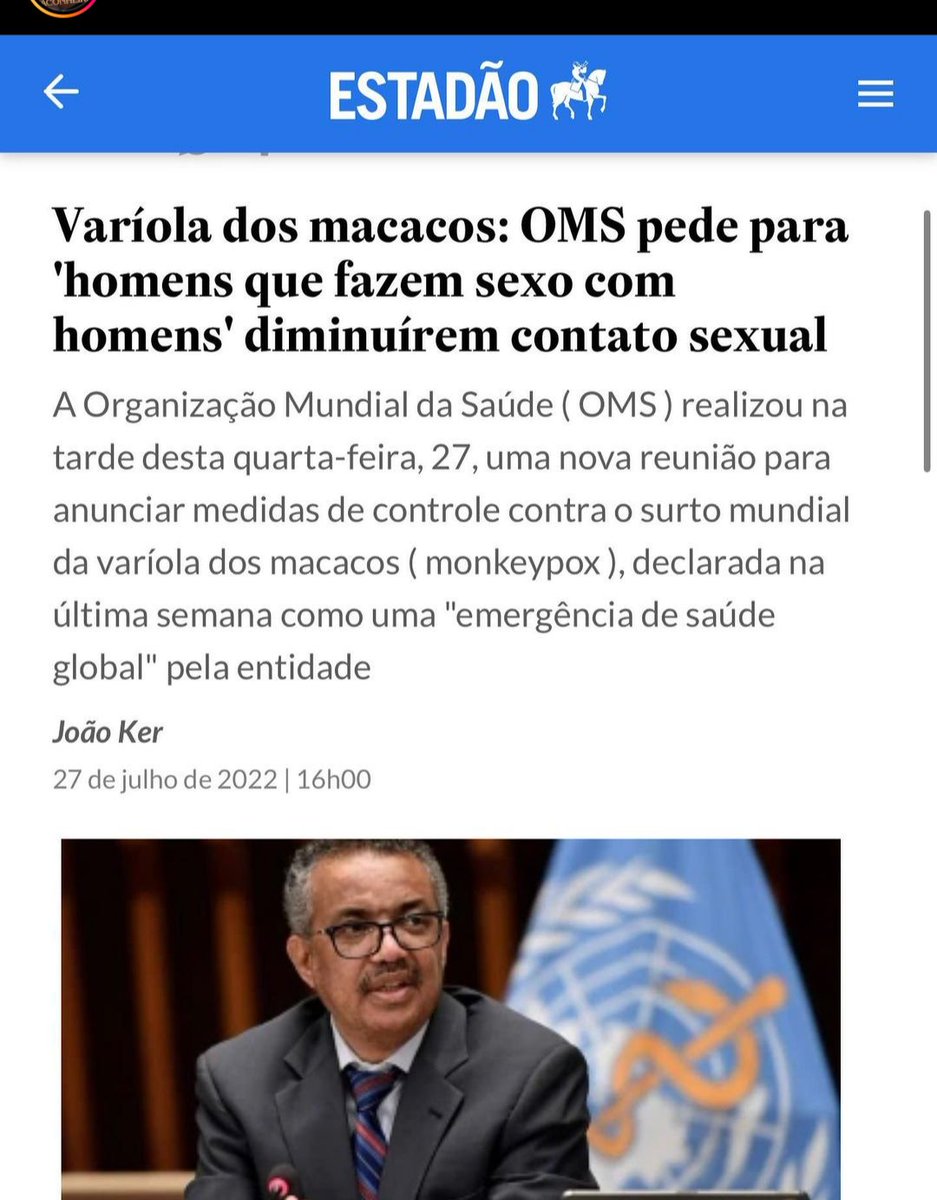 ESTADÃO
Varíola dos macacos: OMS pede para
'homens que fazem sexo com
homens' diminuírem contato sexual
A Organização Mundial da Saúde ( OMS ) realizou na
tarde desta quarta-feira, 27, uma nova reunião para
anunciar medidas de controle contra o surto mundial
da varíola dos macacos ( monkeypox ), declarada na
última semana como uma "emergência de saúde
global" pela entidade
João Ker
27 de julho de 2022 | 16h00